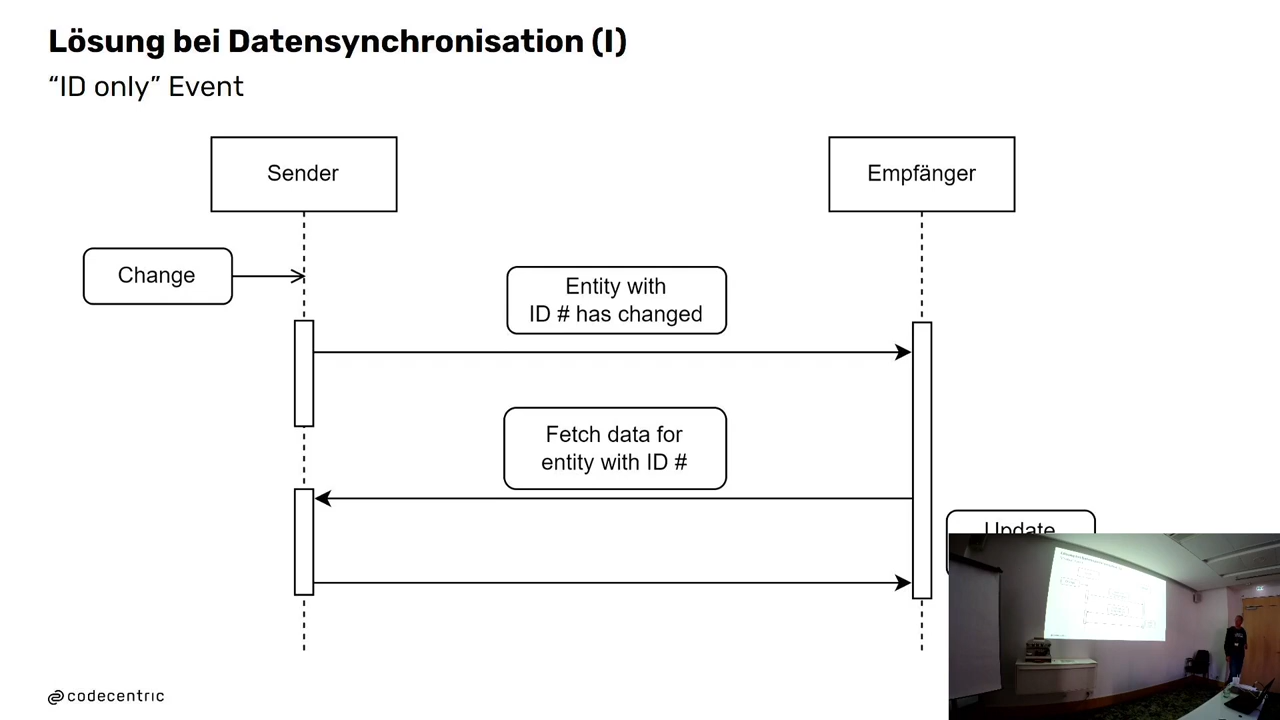 Lösung bei Datensynchronisation (I)
“ID only” Event
Sender
Empfänger
Change
Entity with
ID # has changed
Fetch data for
entity with ID #
Update
codecentric